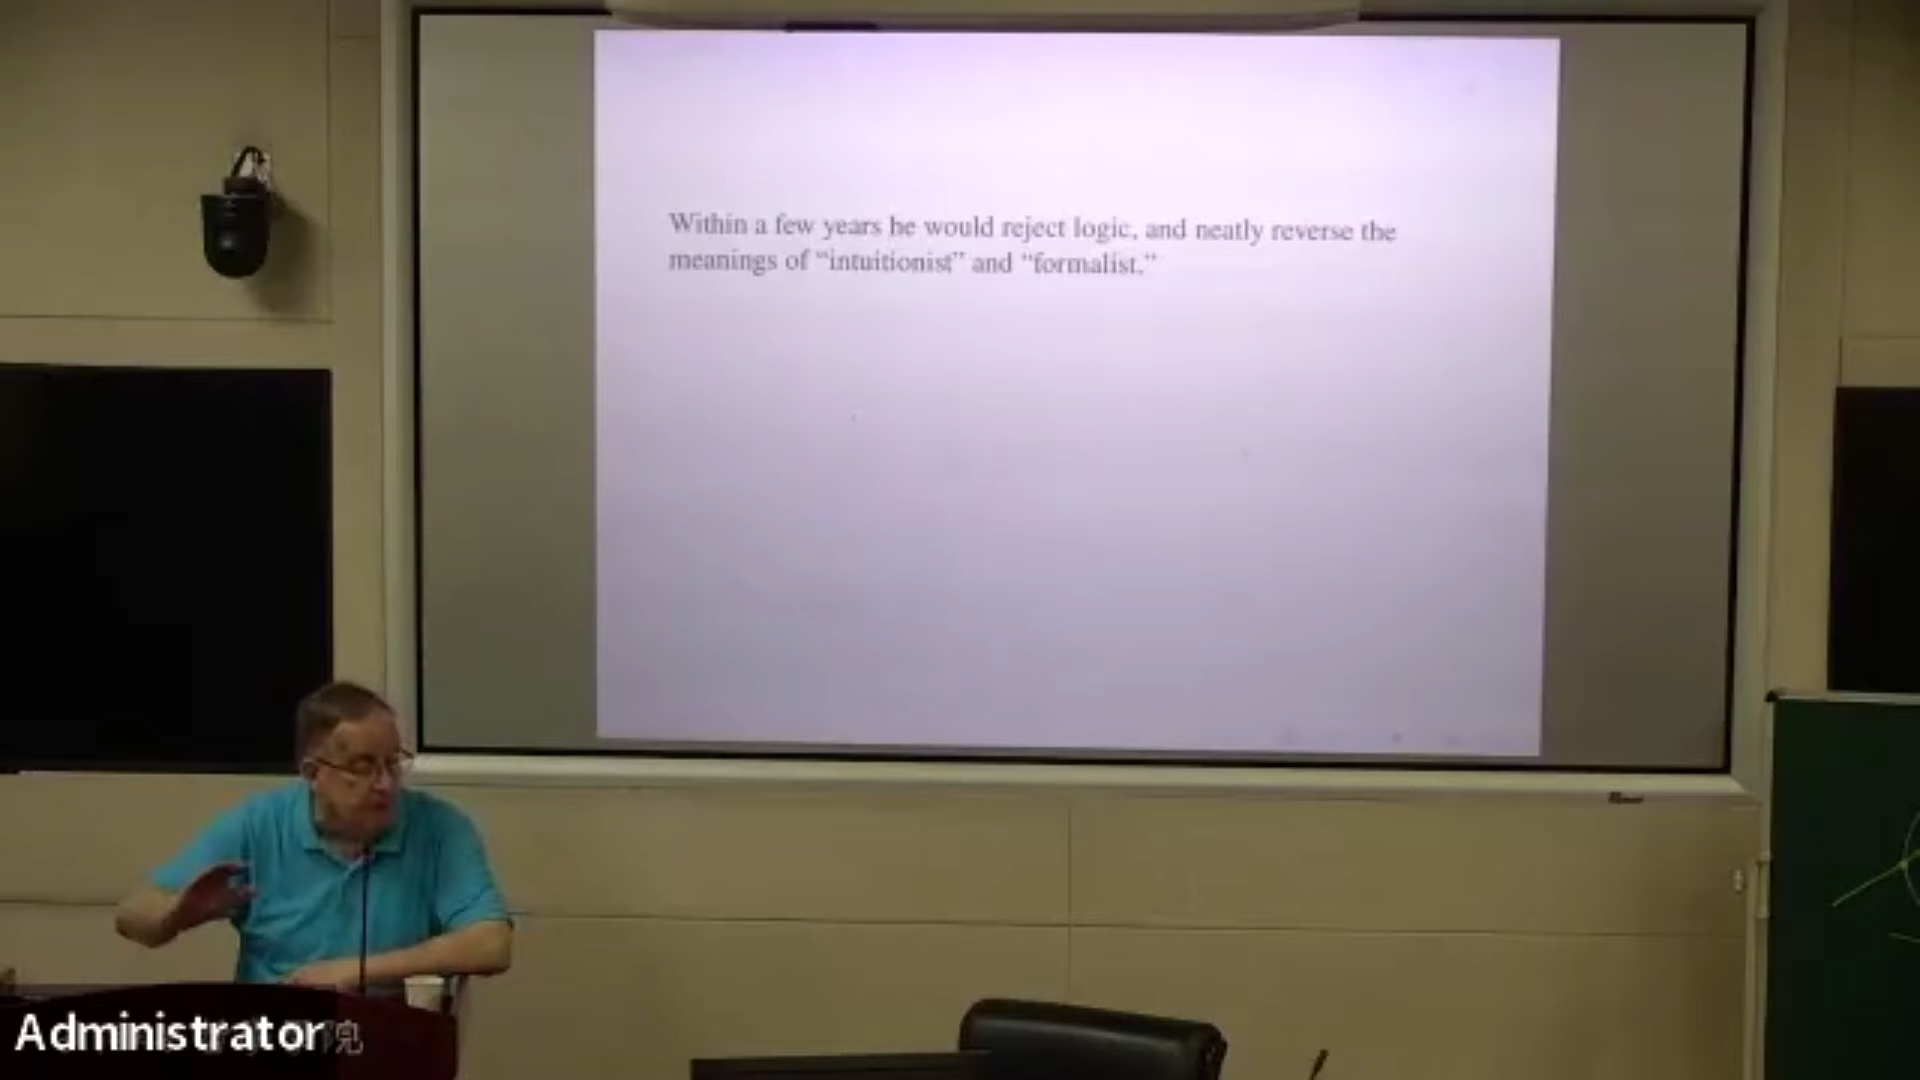 Within a few years he would reject logic, and neatly reverse the
meanings of “intuitionist” and “formalist.”
Administrator